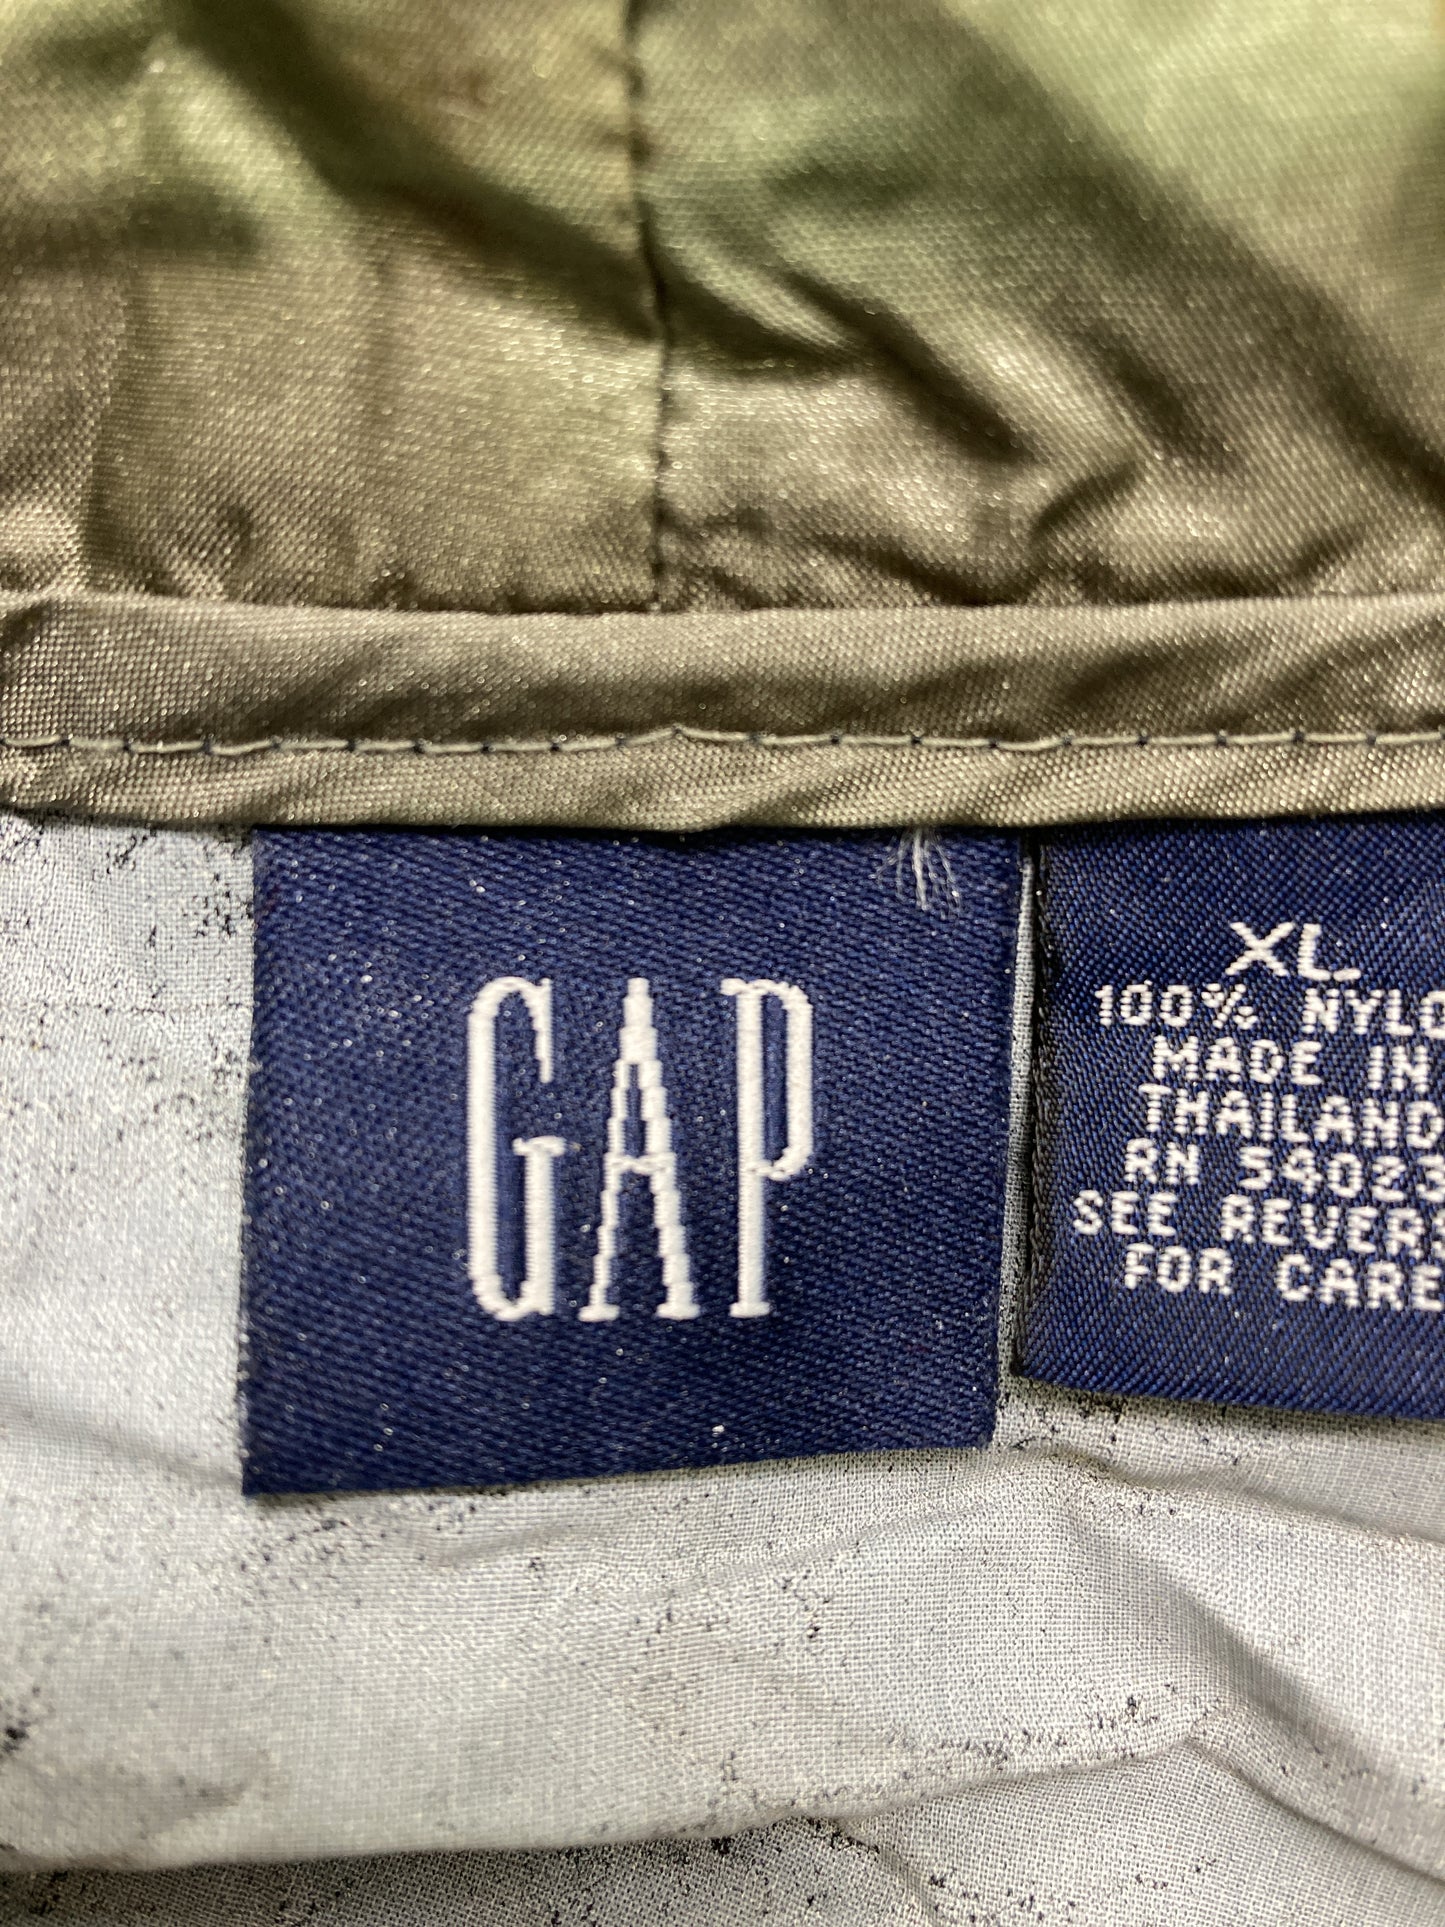 GAP
XL.
100% NYLO
MADE IN
THAILAND
RN 54023
SEE REVERS
FOR CARE